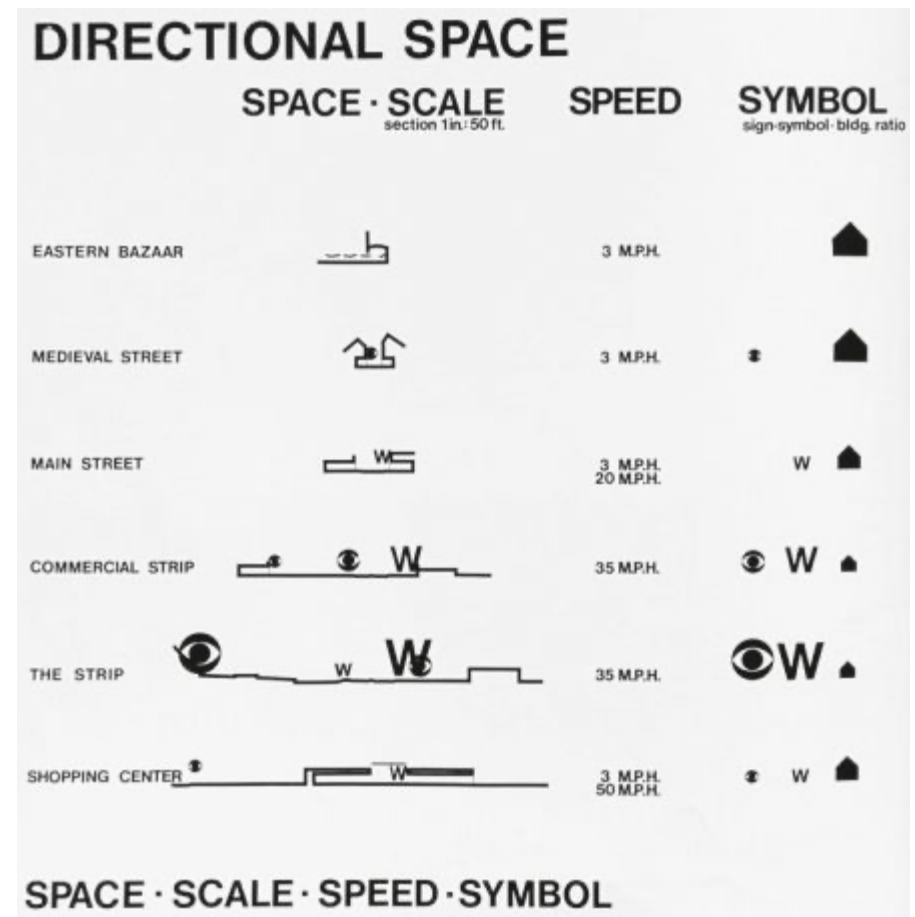 DIRECTIONAL SPACE
SPACE · SCALE SPEED SYMBOL
section 1in.: 50 ft. sign-symbol- bldg. ratio
EASTERN BAZAAR 3 M.P.H.
MEDIEVAL STREET 3 M.P.H.
MAIN STREET W 3 M.P.H. W
20 M.P.H.
COMMERCIAL STRIP W 35 M.P.H. W
THE STRIP W W 35 M.P.H. W
SHOPPING CENTER W 3 M.P.H. W
50 M.P.H.
SPACE · SCALE · SPEED · SYMBOL